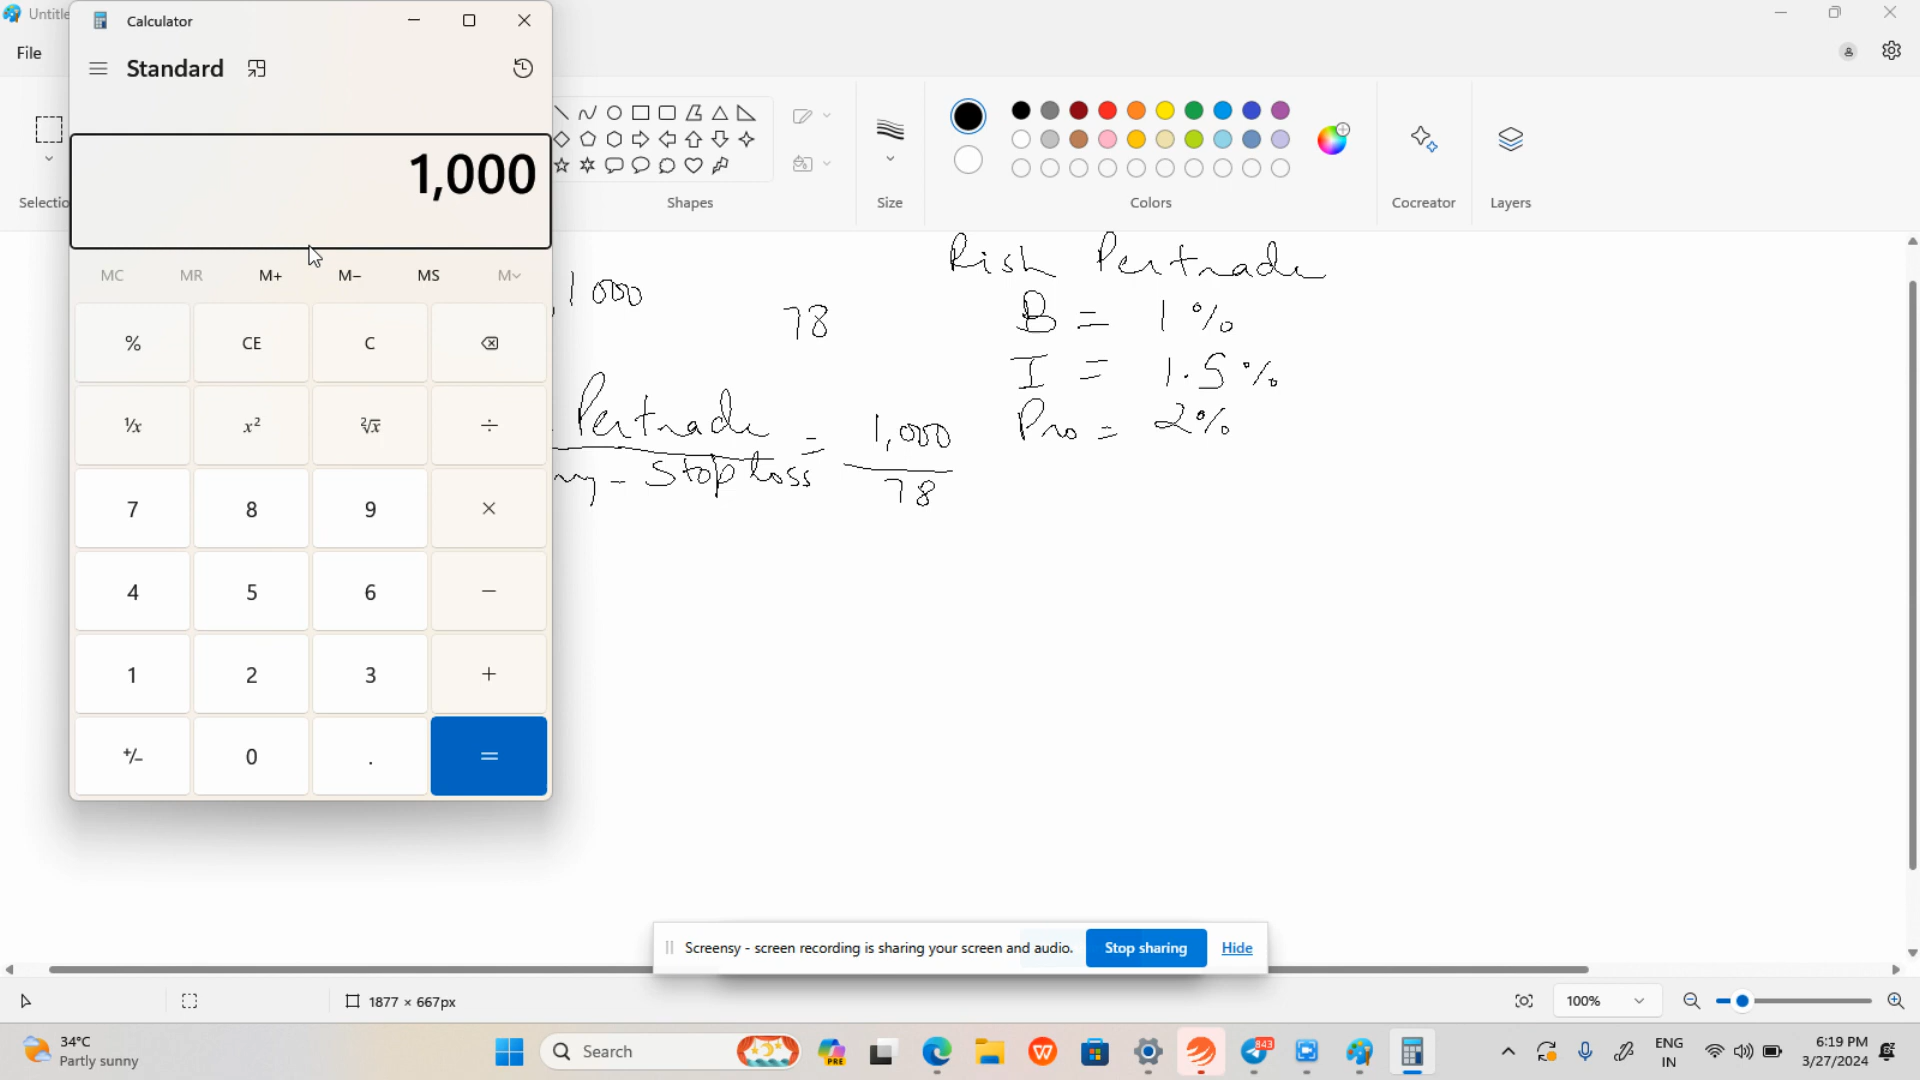 Calculator
File
Standard
1,000
MC MR M+ M− MS M˅
% CE C
¹/x x² ²√x ÷
7 8 9 ×
4 5 6 −
1 2 3 +
+/− 0 . =
Shapes
Size
Colors
Cocreator
Layers
Risk Pertrade
1000
78
B = 1%
I = 1.5%
Pro = 2%
Pertrade = 1,000
- Stop loss 78
Screensy - screen recording is sharing your screen and audio. Stop sharing Hide
1877 × 667px
100%
34°C
Partly sunny
Search
PRE
843
ENG
IN
6:19 PM
3/27/2024